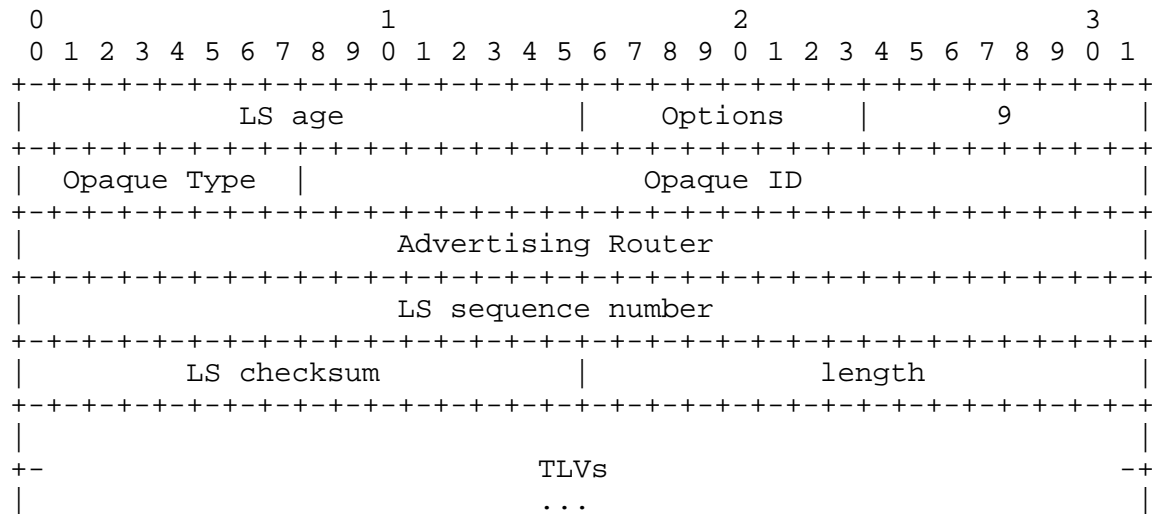 0                   1                   2                   3
 0 1 2 3 4 5 6 7 8 9 0 1 2 3 4 5 6 7 8 9 0 1 2 3 4 5 6 7 8 9 0 1
+-+-+-+-+-+-+-+-+-+-+-+-+-+-+-+-+-+-+-+-+-+-+-+-+-+-+-+-+-+-+-+-+
|            LS age             |    Options    |       9       |
+-+-+-+-+-+-+-+-+-+-+-+-+-+-+-+-+-+-+-+-+-+-+-+-+-+-+-+-+-+-+-+-+
|  Opaque Type  |                   Opaque ID                   |
+-+-+-+-+-+-+-+-+-+-+-+-+-+-+-+-+-+-+-+-+-+-+-+-+-+-+-+-+-+-+-+-+
|                     Advertising Router                        |
+-+-+-+-+-+-+-+-+-+-+-+-+-+-+-+-+-+-+-+-+-+-+-+-+-+-+-+-+-+-+-+-+
|                     LS sequence number                        |
+-+-+-+-+-+-+-+-+-+-+-+-+-+-+-+-+-+-+-+-+-+-+-+-+-+-+-+-+-+-+-+-+
|         LS checksum           |             length            |
+-+-+-+-+-+-+-+-+-+-+-+-+-+-+-+-+-+-+-+-+-+-+-+-+-+-+-+-+-+-+-+-+
|                                                               |
+-                            TLVs                             -+
|                             ...                               |